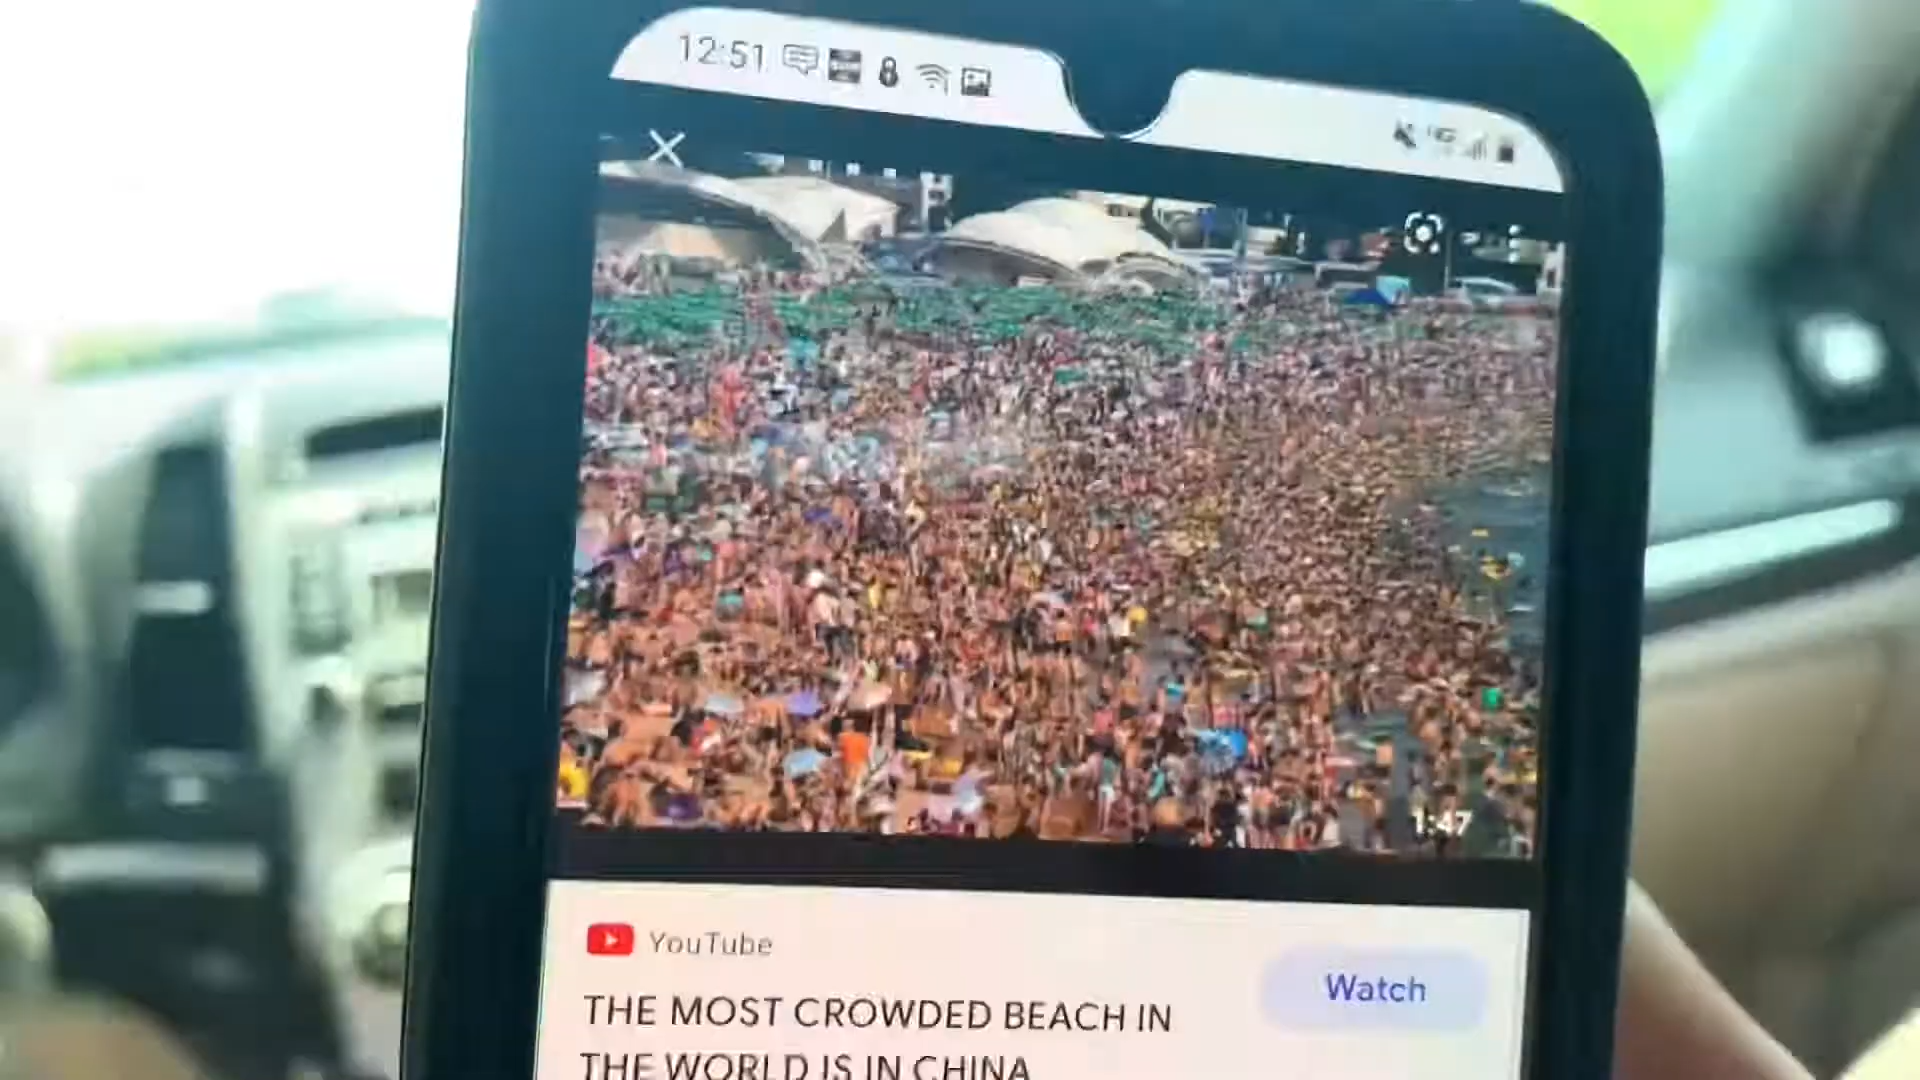 12:51
1:47
YouTube
Watch
THE MOST CROWDED BEACH IN
THE WORLD IS IN CHINA